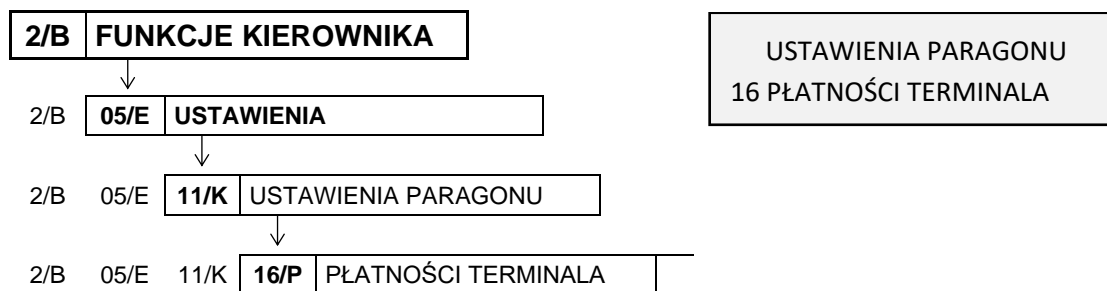 2/B FUNKCJE KIEROWNIKA
2/B 05/E USTAWIENIA
2/B 05/E 11/K USTAWIENIA PARAGONU
2/B 05/E 11/K 16/P PŁATNOŚCI TERMINALA
USTAWIENIA PARAGONU
16 PŁATNOŚCI TERMINALA